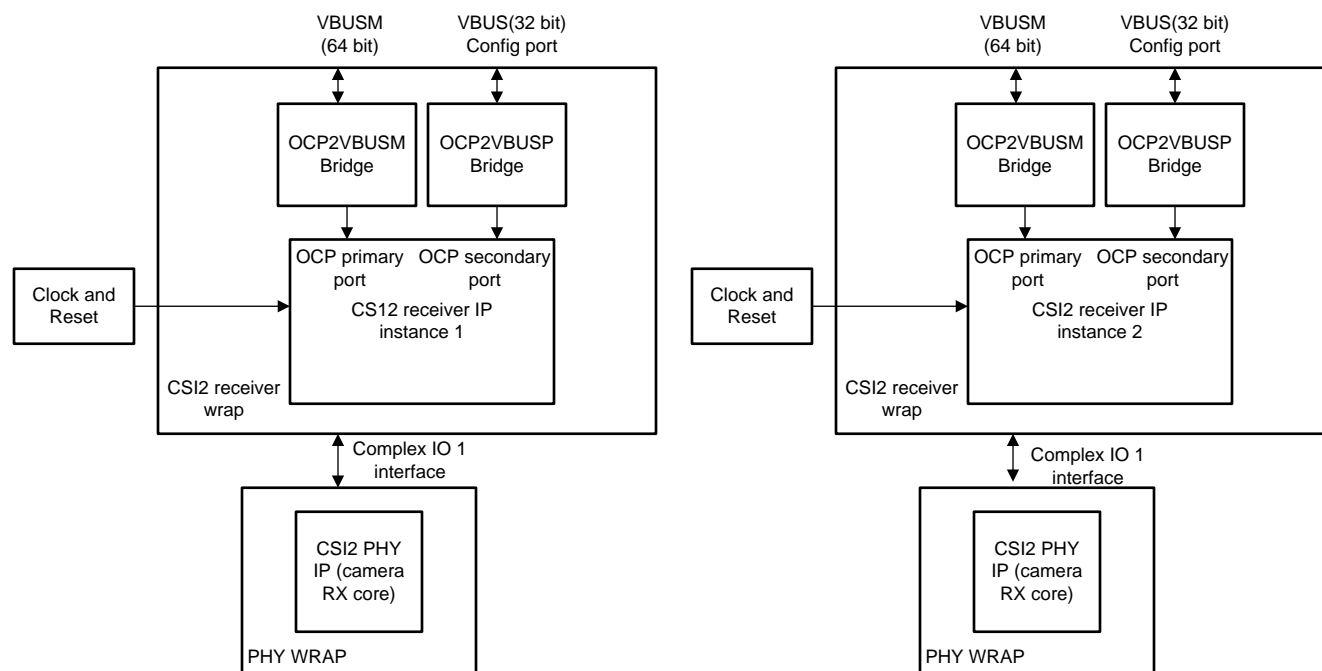 VBUSM
(64 bit)
VBUS(32 bit)
Config port
OCP2VBUSM
Bridge
OCP2VBUSP
Bridge
OCP primary
port
OCP secondary
port
CS12 receiver IP
instance 1
Clock and
Reset
CSI2 receiver
wrap
Complex IO 1
interface
CSI2 PHY
IP (camera
RX core)
PHY WRAP
VBUSM
(64 bit)
VBUS(32 bit)
Config port
OCP2VBUSM
Bridge
OCP2VBUSP
Bridge
OCP primary
port
OCP secondary
port
CSI2 receiver IP
instance 2
Clock and
Reset
CSI2 receiver
wrap
Complex IO 1
interface
CSI2 PHY
IP (camera
RX core)
PHY WRAP